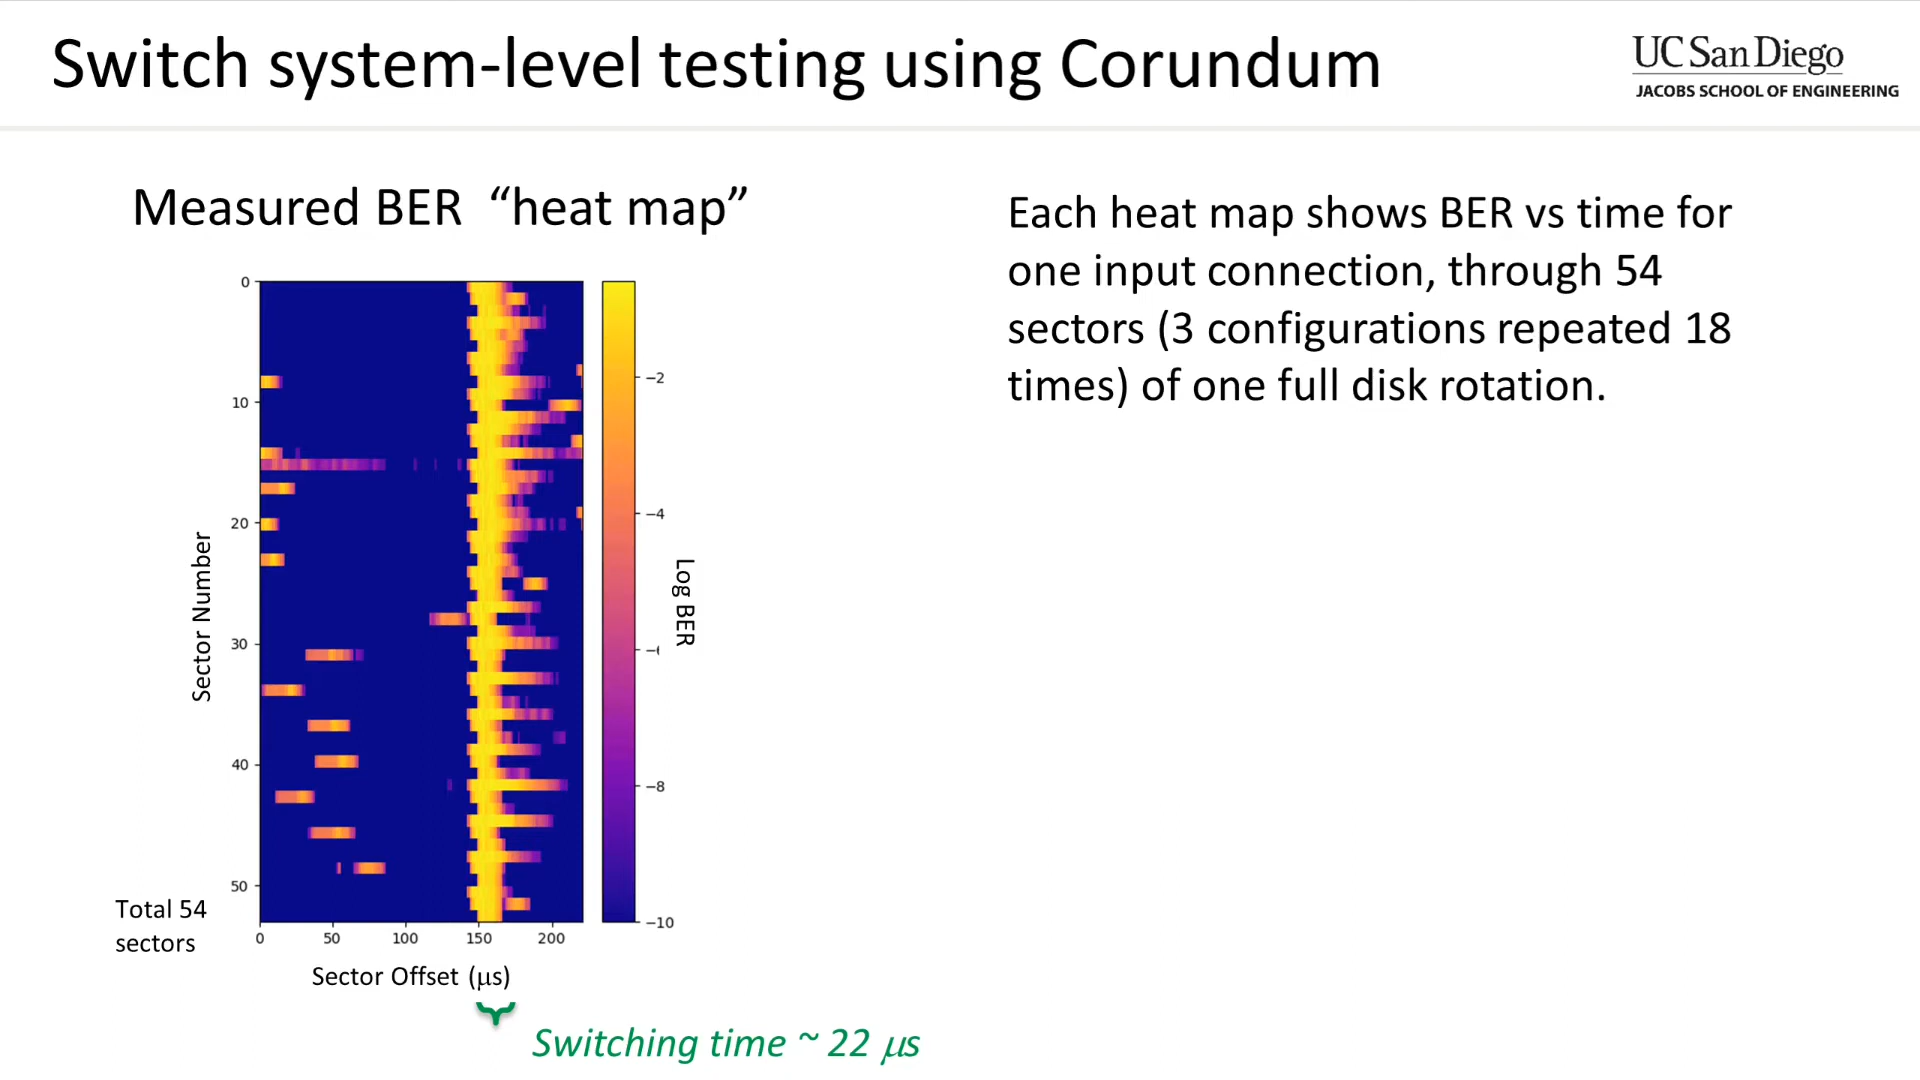 Switch system-level testing using Corundum
UC San Diego
JACOBS SCHOOL OF ENGINEERING
Measured BER “heat map”
Each heat map shows BER vs time for
one input connection, through 54
sectors (3 configurations repeated 18
times) of one full disk rotation.
0
10
20
30
40
50
Sector Number
Total 54
sectors
0 50 100 150 200
Sector Offset (μs)
−2
−4
−8
−10
Log BER
Switching time ~ 22 μs